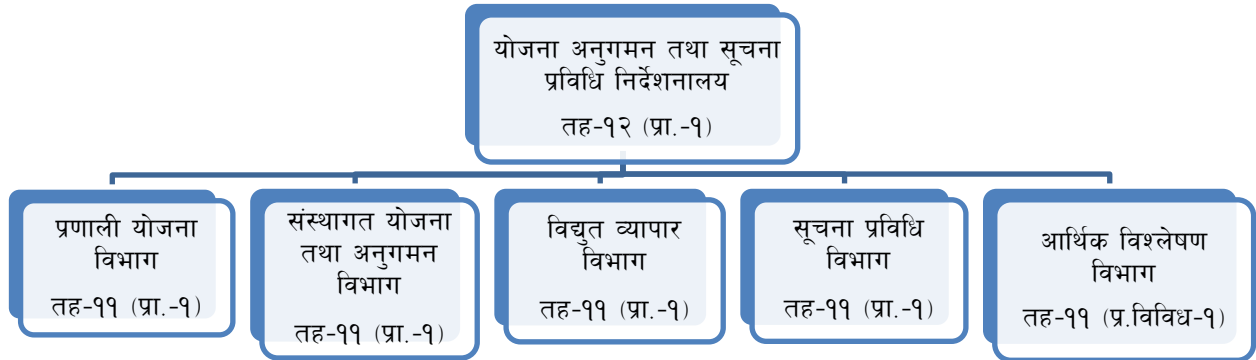 योजना अनुगमन तथा सूचना
प्रविधि निर्देशनालय
तह-१२ (प्रा.-१)
प्रणाली योजना
विभाग
तह-११ (प्रा.-१)
संस्थागत योजना
तथा अनुगमन
विभाग
तह-११ (प्रा.-१)
विद्युत व्यापार
विभाग
तह-११ (प्रा.-१)
सूचना प्रविधि
विभाग
तह-११ (प्रा.-१)
आर्थिक विश्लेषण
विभाग
तह-११ (प्र.विविध-१)